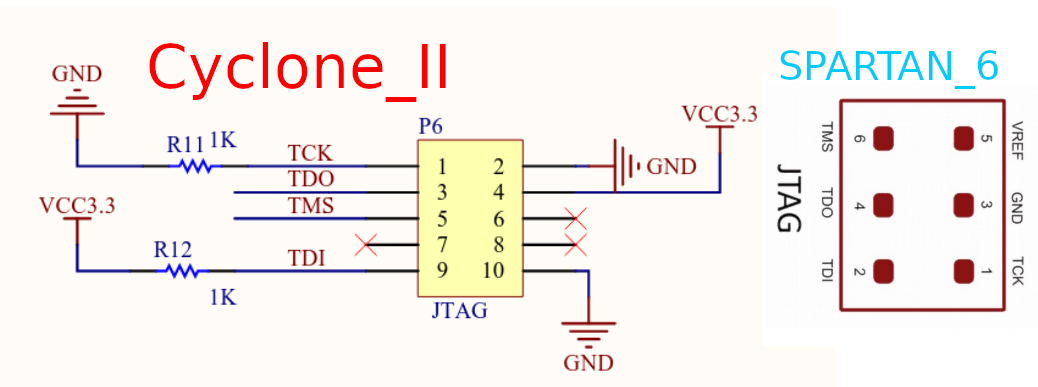 Cyclone_II
SPARTAN_6
GND
VCC3.3
P6
R11 1K
TCK
1 2
GND
TDO
3 4
VCC3.3
TMS
5 6
7 8
R12
TDI
9 10
1K
JTAG
GND
JTAG
TMS 6 5 VREF
TDO 4 3 GND
TDI 2 1 TCK